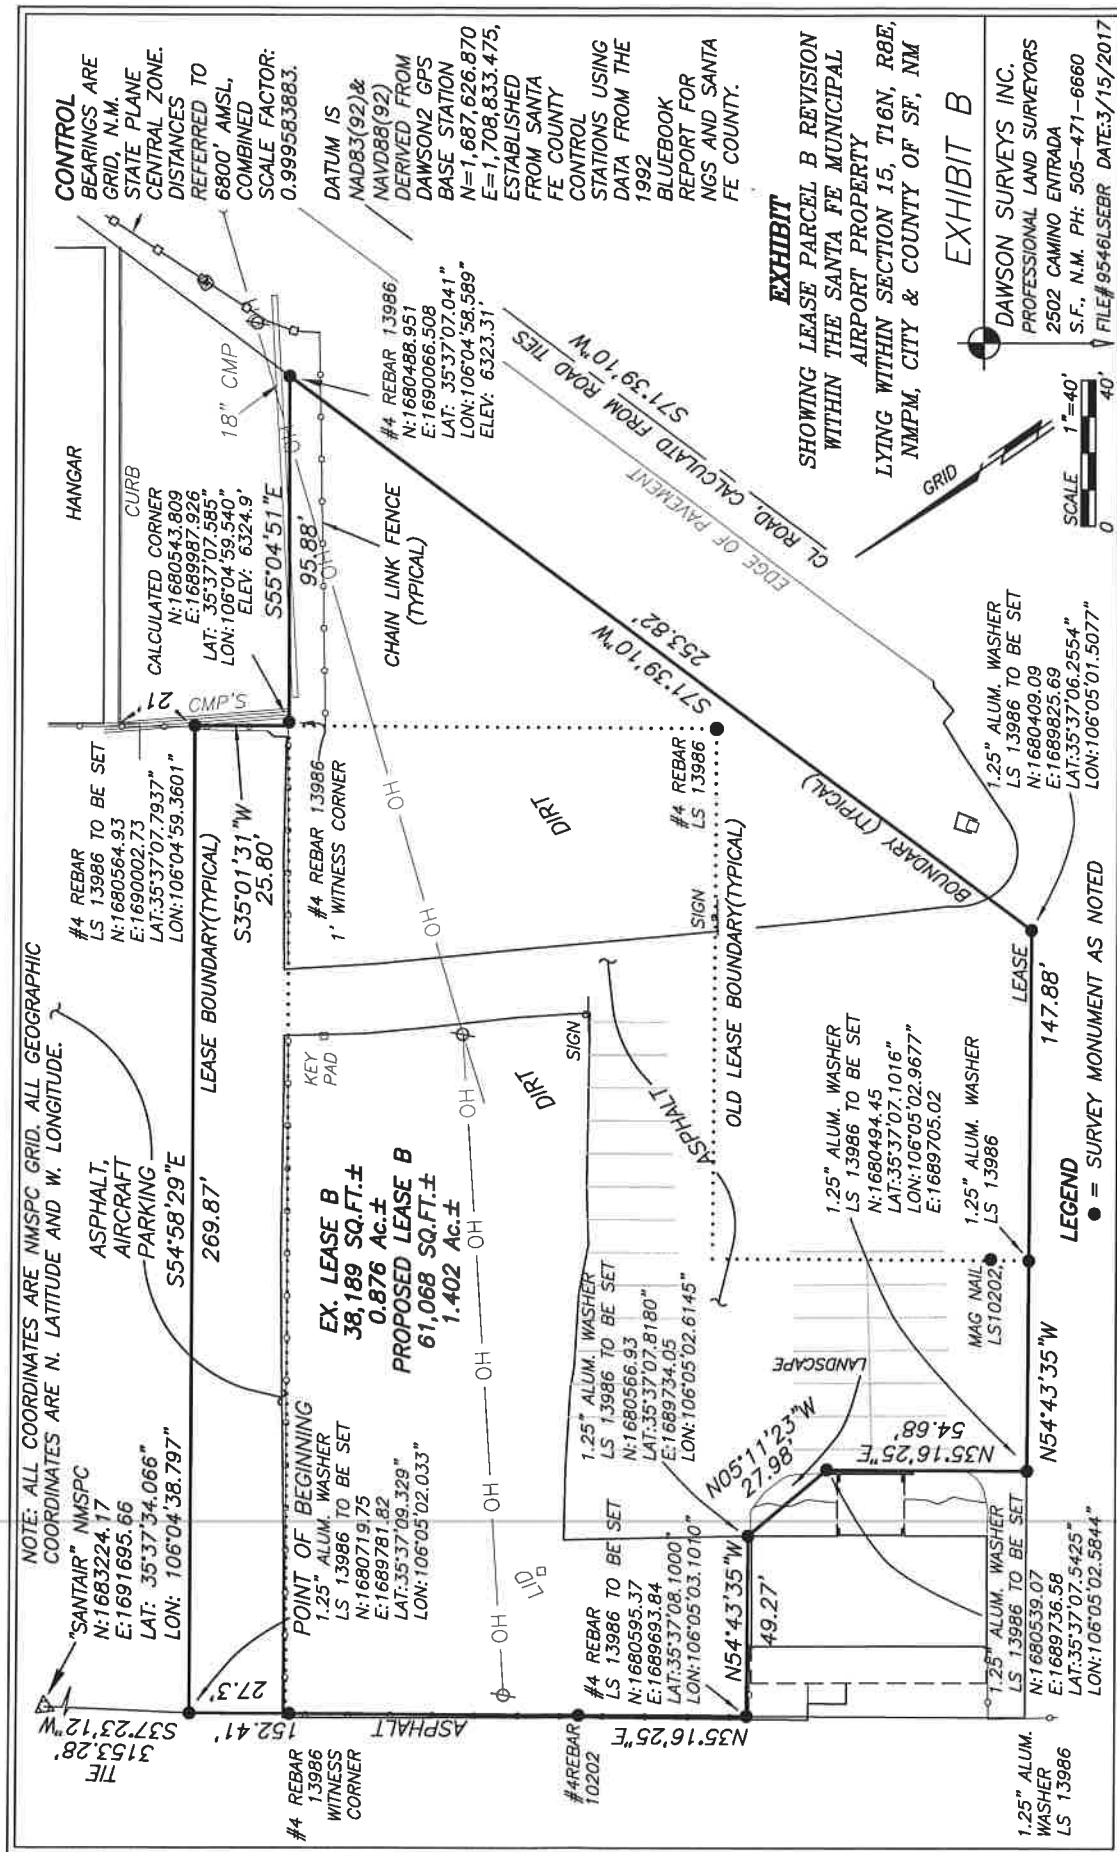 NOTE: ALL COORDINATES ARE NMSPC GRID. ALL GEOGRAPHIC
COORDINATES ARE N. LATITUDE AND W. LONGITUDE.
TIE
3153.28'
S37°23'12"W
"SANTAIR" NMSPC
N:1683224.17
E:1691695.66
LAT: 35°37'34.066"
LON: 106°04'38.797"
ASPHALT,
AIRCRAFT
PARKING
S54°58'29"E
269.87'
LEASE BOUNDARY(TYPICAL)
#4 REBAR
LS 13986 TO BE SET
N:1680564.93
E:1690002.73
LAT:35°37'07.7937"
LON:106°04'59.3601"
S35°01'31"W
25.80'
21'
CMP'S
HANGAR
CURB
CALCULATED CORNER
N:1680543.809
E:1689987.926
LAT: 35°37'07.585"
LON:106°04'59.540"
ELEV: 6324.9'
S55°04'51"E
95.88'
18" CMP
CONTROL
BEARINGS ARE
GRID, N.M.
STATE PLANE
CENTRAL ZONE.
DISTANCES
REFERRED TO
6800' AMSL,
COMBINED
SCALE FACTOR:
0.999583883.
DATUM IS
NAD83(92)&
NAVD88(92)
DERIVED FROM
DAWSON2 GPS
BASE STATION
N=1,687,626.870
E=1,708,833.475,
ESTABLISHED
FROM SANTA
FE COUNTY
CONTROL
STATIONS USING
DATA FROM THE
1992
BLUEBOOK
REPORT FOR
NGS AND SANTA
FE COUNTY.
#4 REBAR 13986
N:1680488.951
E:1690066.508
LAT: 35°37'07.041"
LON:106°04'58.589"
ELEV: 6323.31'
CHAIN LINK FENCE
(TYPICAL)
#4 REBAR 13986
1' WITNESS CORNER
27.3'
152.41'
#4 REBAR
13986
WITNESS
CORNER
ASPHALT
POINT OF BEGINNING
1.25" ALUM. WASHER
LS 13986 TO BE SET
N:1680719.75
E:1689781.82
LAT:35°37'09.329"
LON:106°05'02.033"
EX. LEASE B
38,189 SQ.FT.±
0.876 Ac.±
PROPOSED LEASE B
61,068 SQ.FT.±
1.402 Ac.±
KEY
PAD
OH
OH
OH
OH
OH
OH
OH
OH
OH
OH
LID
DIRT
DIRT
SIGN
SIGN
ASPHALT
#4REBAR
10202
#4 REBAR
LS 13986 TO BE SET
N:1680595.37
E:1689693.84
LAT:35°37'08.1000"
LON:106°05'03.1010"
N35°16'25"E
1.25" ALUM. WASHER
LS 13986 TO BE SET
N:1680566.93
LAT:35°37'07.8180"
E:1689734.05
LON:106°05'02.6145"
N54°43'35"W
49.27'
N05°11'23"W
27.98'
LANDSCAPE
N35°16'25"E
54.68'
OLD LEASE BOUNDARY(TYPICAL)
#4 REBAR
LS 13986
S71°39'10"W
253.82'
LEASE
BOUNDARY (TYPICAL)
EDGE OF PAVEMENT
CL ROAD, CALCULATD FROM ROAD TIES
S71°39'10"W
1.25" ALUM. WASHER
LS 13986 TO BE SET
N:1680494.45
LAT:35°37'07.1016"
LON:106°05'02.9677"
E:1689705.02
MAG NAIL
LS10202
1.25" ALUM. WASHER
LS 13986
N54°43'35"W
147.88'
1.25" ALUM. WASHER
LS 13986 TO BE SET
N:1680409.09
E:1689825.69
LAT:35°37'06.2554"
LON:106°05'01.5077"
1.25" ALUM. WASHER
LS 13986 TO BE SET
N:1680539.07
E:1689736.58
LAT:35°37'07.5425"
LON:106°05'02.5844"
1.25" ALUM.
WASHER
LS 13986
LEGEND
● = SURVEY MONUMENT AS NOTED
GRID
SCALE 1"=40'
0 40'
EXHIBIT
SHOWING LEASE PARCEL B REVISION
WITHIN THE SANTA FE MUNICIPAL
AIRPORT PROPERTY
LYING WITHIN SECTION 15, T16N, R8E,
NMPM, CITY & COUNTY OF SF, NM
EXHIBIT B
DAWSON SURVEYS INC.
PROFESSIONAL LAND SURVEYORS
2502 CAMINO ENTRADA
S.F., N.M. PH: 505-471-6660
FILE#9546LSEBR DATE:3/15/2017